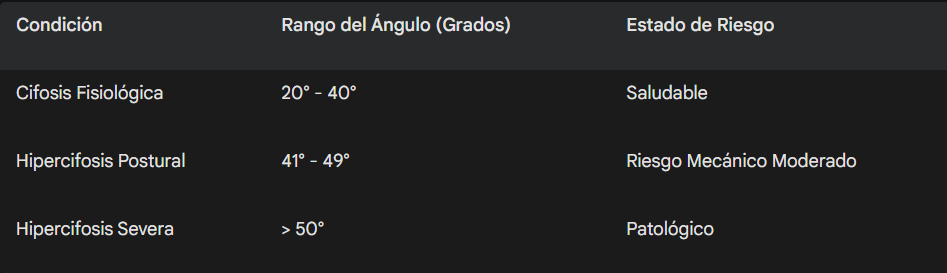 Condición Rango del Ángulo (Grados) Estado de Riesgo
Cifosis Fisiológica 20° - 40° Saludable
Hipercifosis Postural 41° - 49° Riesgo Mecánico Moderado
Hipercifosis Severa > 50° Patológico